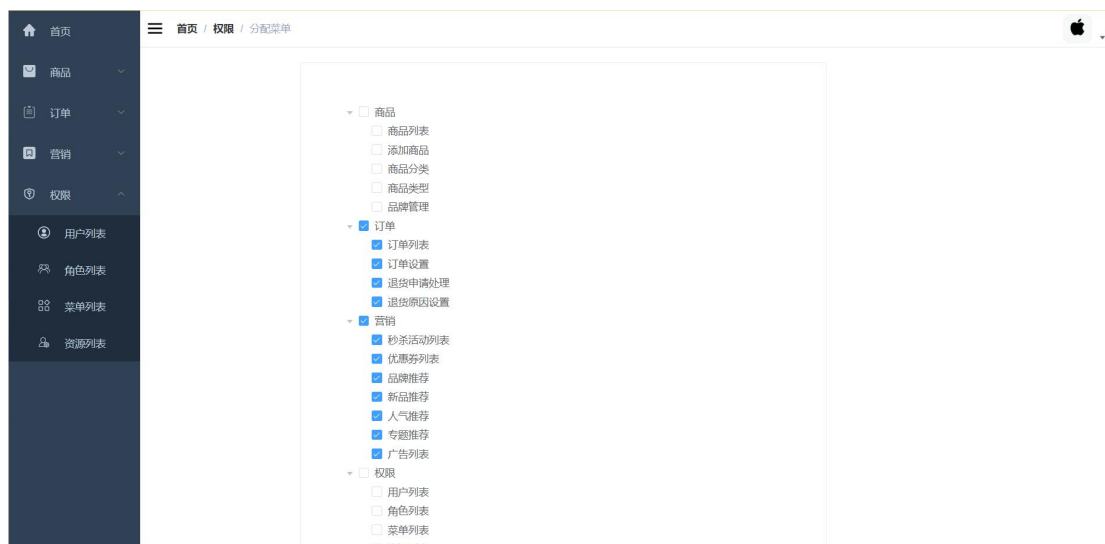 首页
商品
订单
营销
权限
用户列表
角色列表
菜单列表
资源列表
首页 / 权限 / 分配菜单
商品
商品列表
添加商品
商品分类
商品类型
品牌管理
订单
订单列表
订单设置
退货申请处理
退货原因设置
营销
秒杀活动列表
优惠券列表
品牌推荐
新品推荐
人气推荐
专题推荐
广告列表
权限
用户列表
角色列表
菜单列表